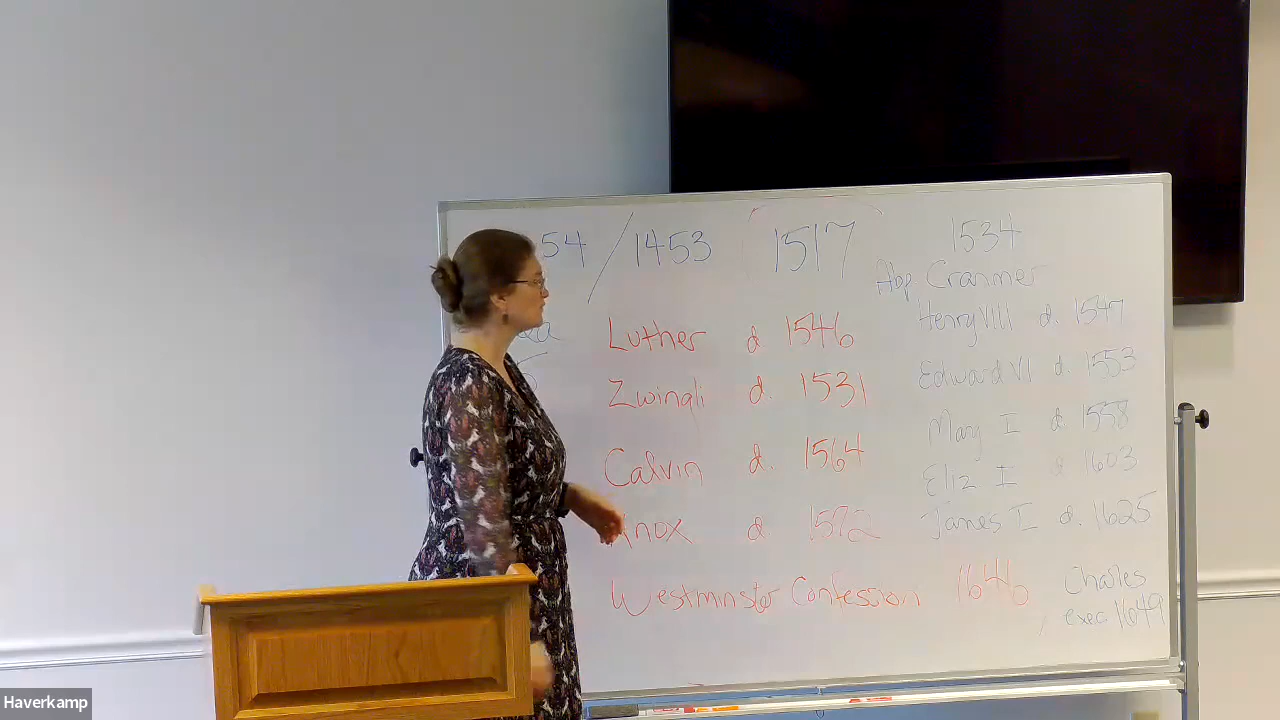 54 / 1453 1517 1534
Abp Cranmer
Henry VIII d. 1547
Luther d 1546
Edward VI d. 1553
Zwingli d. 1531
Mary I d 1558
Calvin d. 1564
Eliz I d 1603
Knox d 1572
James I d. 1625
Westminster Confession 1646
Charles
exec 1649
Haverkamp